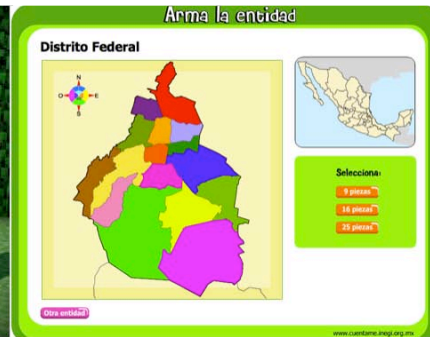 Arma la entidad
Distrito Federal
N
O
E
S
Selecciona:
9 piezas
16 piezas
25 piezas
Otra entidad
www.cuentame.inegi.org.mx